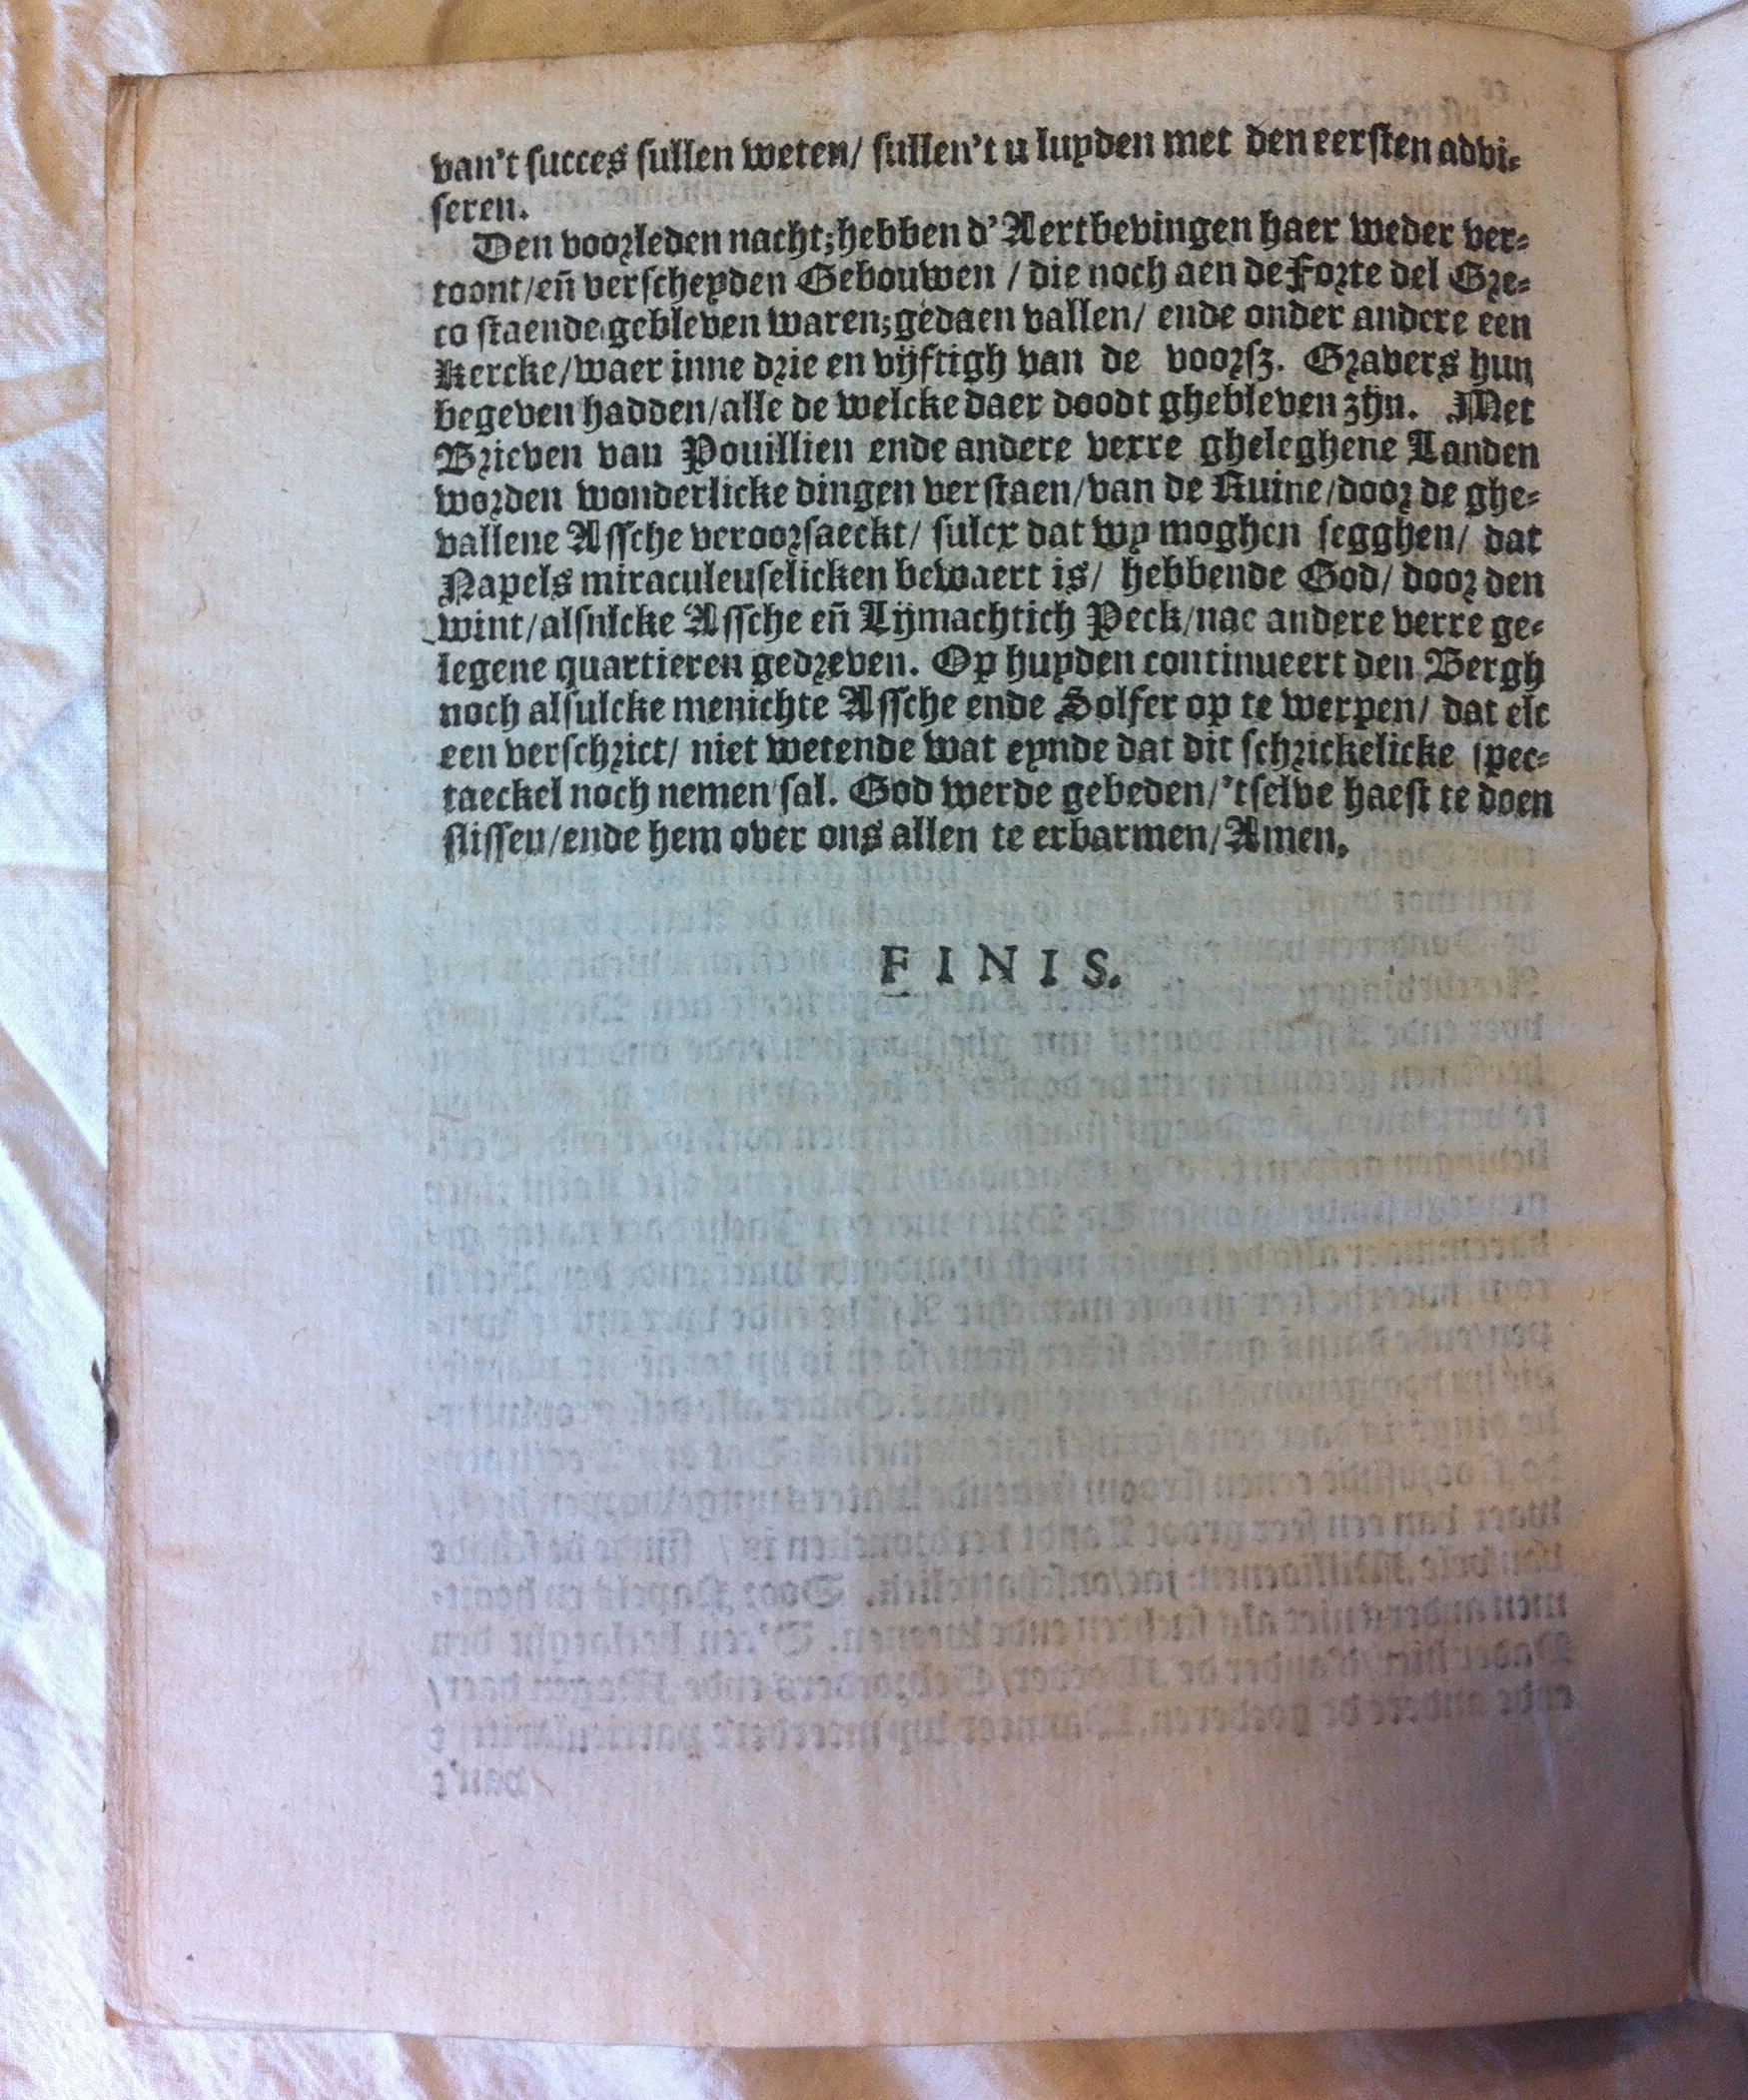 van't succes sullen weten/ sullen't u luyden met den eersten advi-
seren.
Den voorleden nacht; hebben d'Aertbevingen haer weder ver-
toont/ en̄ verscheyden Gebouwen / die noch aen de Forte del Gre-
co staende gebleven waren; gedaen vallen/ ende onder andere een
Kercke/ waer inne drie en vijftigh van de voorsz. Gravers hun
begeven hadden/ alle de welcke daer doodt ghebleven zijn. Met
Brieven van Pouillien ende andere verre gheleghene Landen
worden wonderlicke dingen verstaen/ van de Ruine/ door de ghe-
vallene Assche veroorsaeckt/ sulcx dat wy moghen segghen/ dat
Napels miraculeuselicken bewaert is/ hebbende God/ door den
wint/ alsulcke Assche en̄ Lijmachtich Peck/ nae andere verre ge-
legene quartieren gedreven. Op huyden continueert den Bergh
noch alsulcke menichte Assche ende Solfer op te werpen/ dat elc
een verschrict/ niet wetende wat eynde dat dit schrickelicke spec-
taeckel noch nemen sal. God werde gebeden/ 'tselve haest te doen
slissen/ ende hem over ons allen te erbarmen/ Amen.
FINIS.